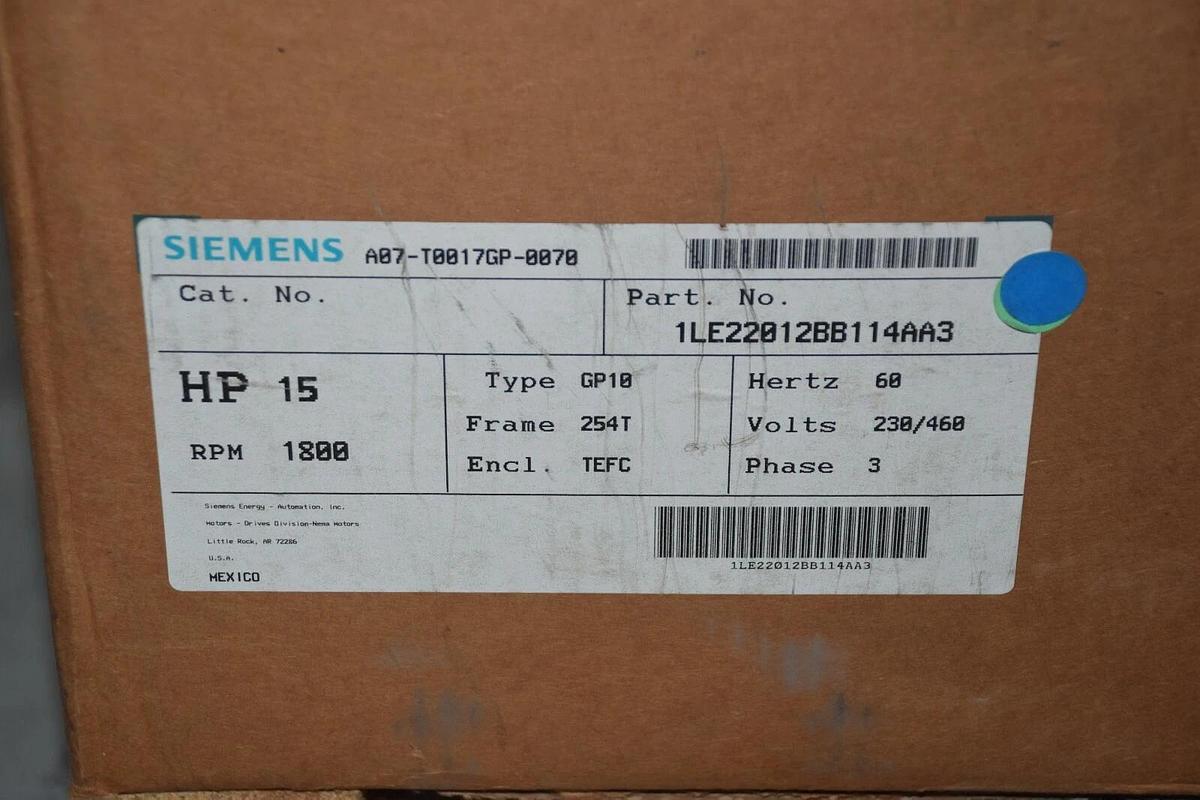 SIEMENS A07-T0017GP-0070
Cat. No.
Part. No.
1LE22012BB114AA3
HP 15
RPM 1800
Type GP10
Frame 254T
Encl. TEFC
Hertz 60
Volts 230/460
Phase 3
Siemens Energy - Automation, Inc.
Motors - Drives Division-Nema Motors
Little Rock, AR 72206
U.S.A.
MEXICO
1LE22012BB114AA3